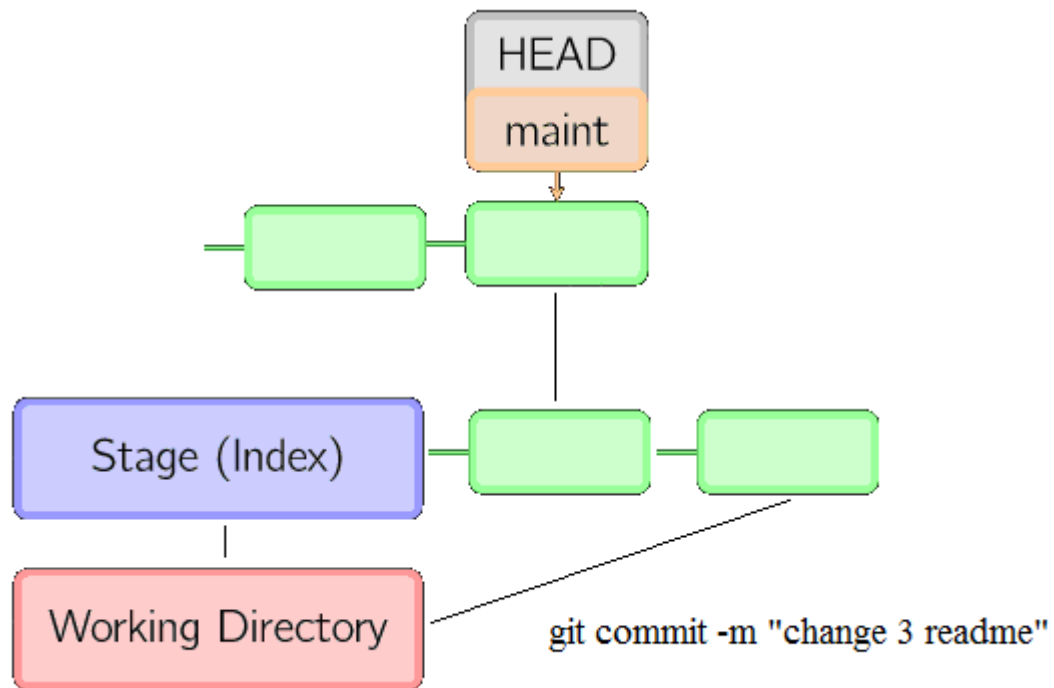 HEAD
maint
Stage (Index)
Working Directory
git commit -m "change 3 readme"